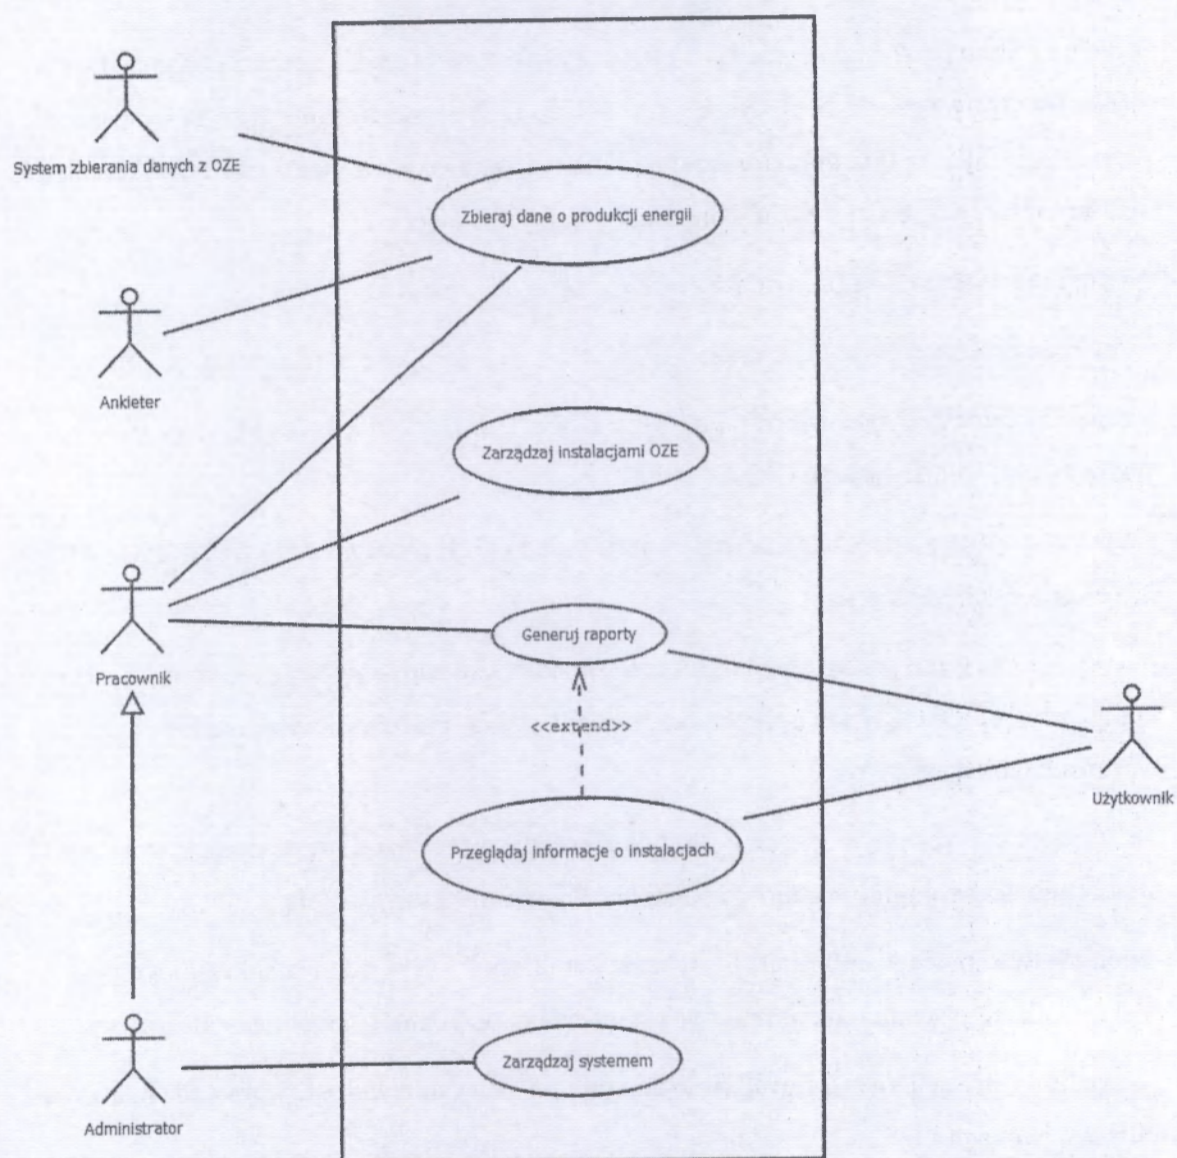 System zbierania danych z OZE
Zbieraj dane o produkcji energii
Ankieter
Zarządzaj instalacjami OZE
Generuj raporty
Pracownik
<<extend>>
Użytkownik
Przeglądaj informacje o instalacjach
Zarządzaj systemem
Administrator